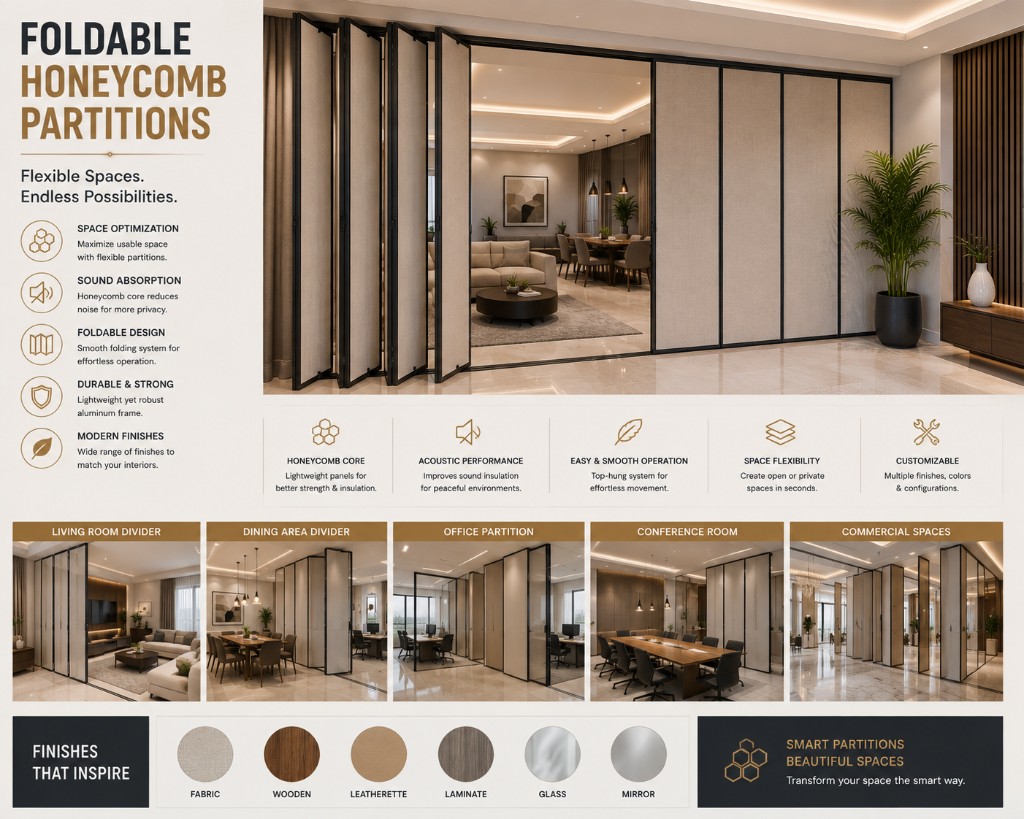 FOLDABLE
HONEYCOMB
PARTITIONS
Flexible Spaces.
Endless Possibilities.
SPACE OPTIMIZATION
Maximize usable space
with flexible partitions.
SOUND ABSORPTION
Honeycomb core reduces
noise for more privacy.
FOLDABLE DESIGN
Smooth folding system for
effortless operation.
DURABLE & STRONG
Lightweight yet robust
aluminum frame.
MODERN FINISHES
Wide range of finishes to
match your interiors.
HONEYCOMB CORE
Lightweight panels for
better strength & insulation.
ACOUSTIC PERFORMANCE
Improves sound insulation
for peaceful environments.
EASY & SMOOTH OPERATION
Top-hung system for
effortless movement.
SPACE FLEXIBILITY
Create open or private
spaces in seconds.
CUSTOMIZABLE
Multiple finishes, colors
& configurations.
LIVING ROOM DIVIDER
DINING AREA DIVIDER
OFFICE PARTITION
CONFERENCE ROOM
COMMERCIAL SPACES
FINISHES
THAT INSPIRE
FABRIC
WOODEN
LEATHERETTE
LAMINATE
GLASS
MIRROR
SMART PARTITIONS
BEAUTIFUL SPACES
Transform your space the smart way.